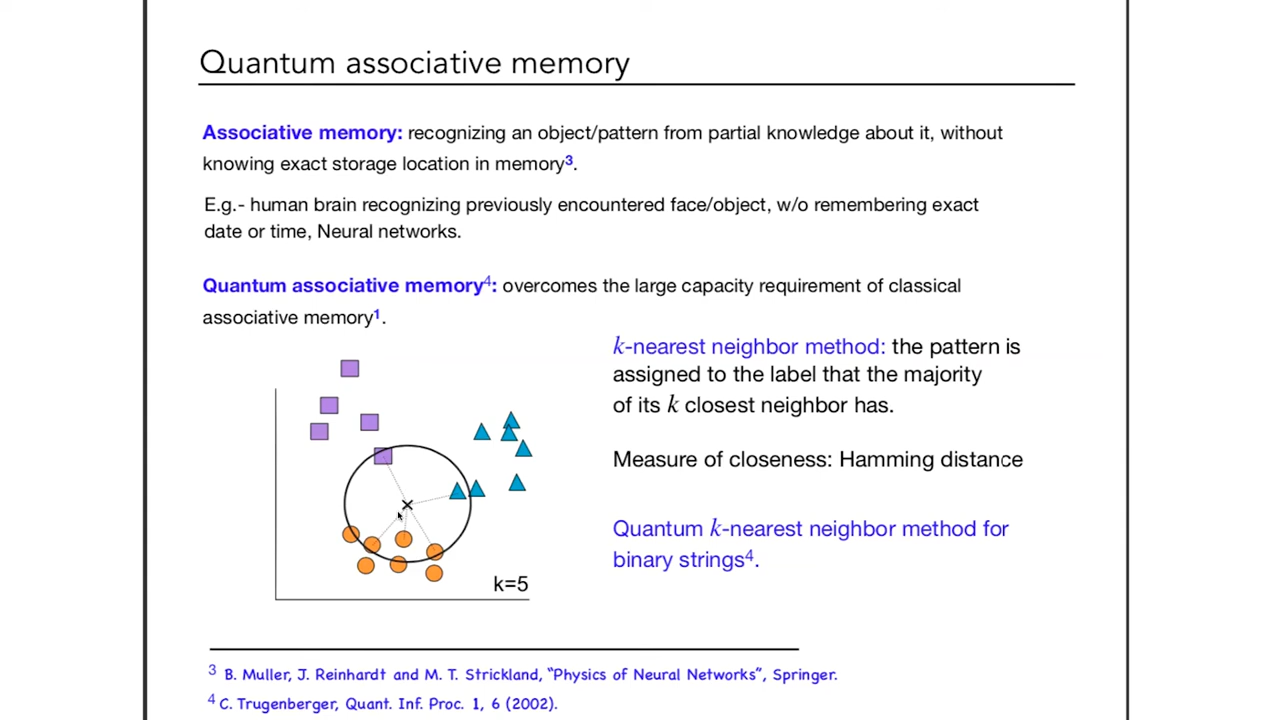 Quantum associative memory
Associative memory: recognizing an object/pattern from partial knowledge about it, without
knowing exact storage location in memory³.
E.g.- human brain recognizing previously encountered face/object, w/o remembering exact
date or time, Neural networks.
Quantum associative memory⁴: overcomes the large capacity requirement of classical
associative memory¹.
k-nearest neighbor method: the pattern is
assigned to the label that the majority
of its k closest neighbor has.
Measure of closeness: Hamming distance
Quantum k-nearest neighbor method for
binary strings⁴.
k=5
³ B. Muller, J. Reinhardt and M. T. Strickland, “Physics of Neural Networks”, Springer.
⁴ C. Trugenberger, Quant. Inf. Proc. 1, 6 (2002).